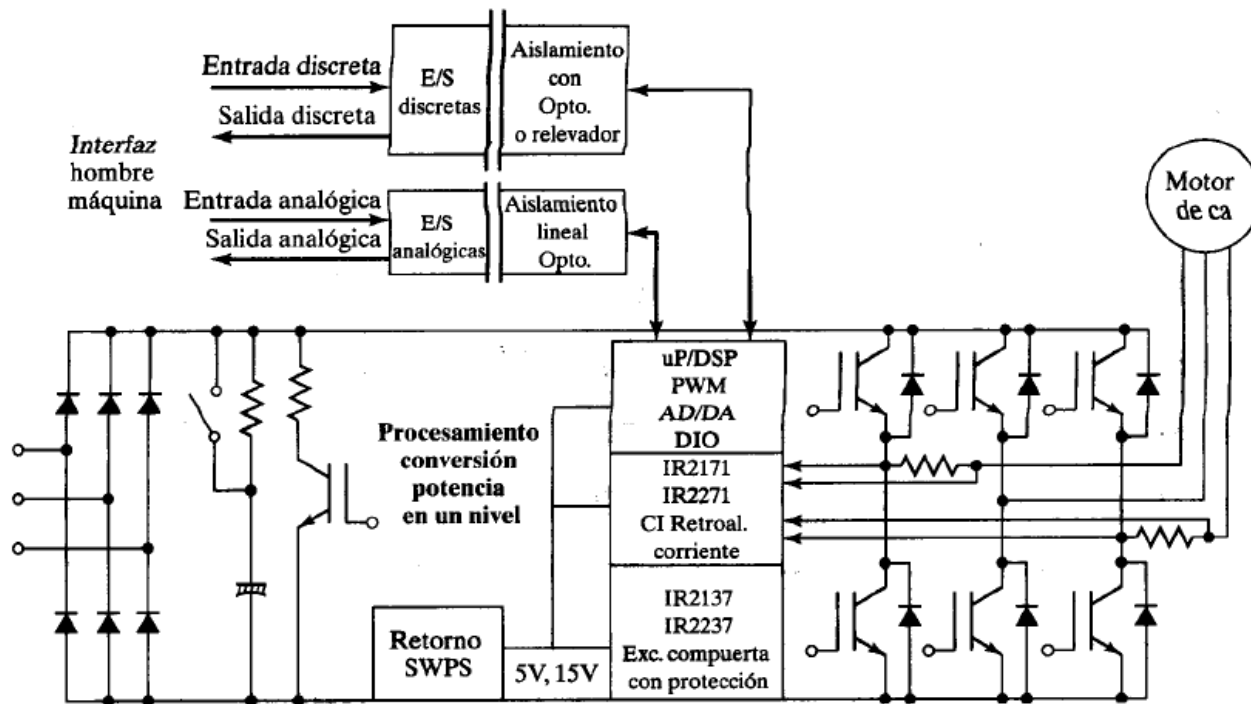 Entrada discreta
Salida discreta
E/S
discretas
Aislamiento
con
Opto.
o relevador
Interfaz
hombre
máquina
Entrada analógica
Salida analógica
E/S
analógicas
Aislamiento
lineal
Opto.
Motor
de ca
uP/DSP
PWM
AD/DA
DIO
Procesamiento
conversión
potencia
en un nivel
IR2171
IR2271
CI Retroal.
corriente
IR2137
IR2237
Exc. compuerta
con protección
Retorno
SWPS
5V, 15V